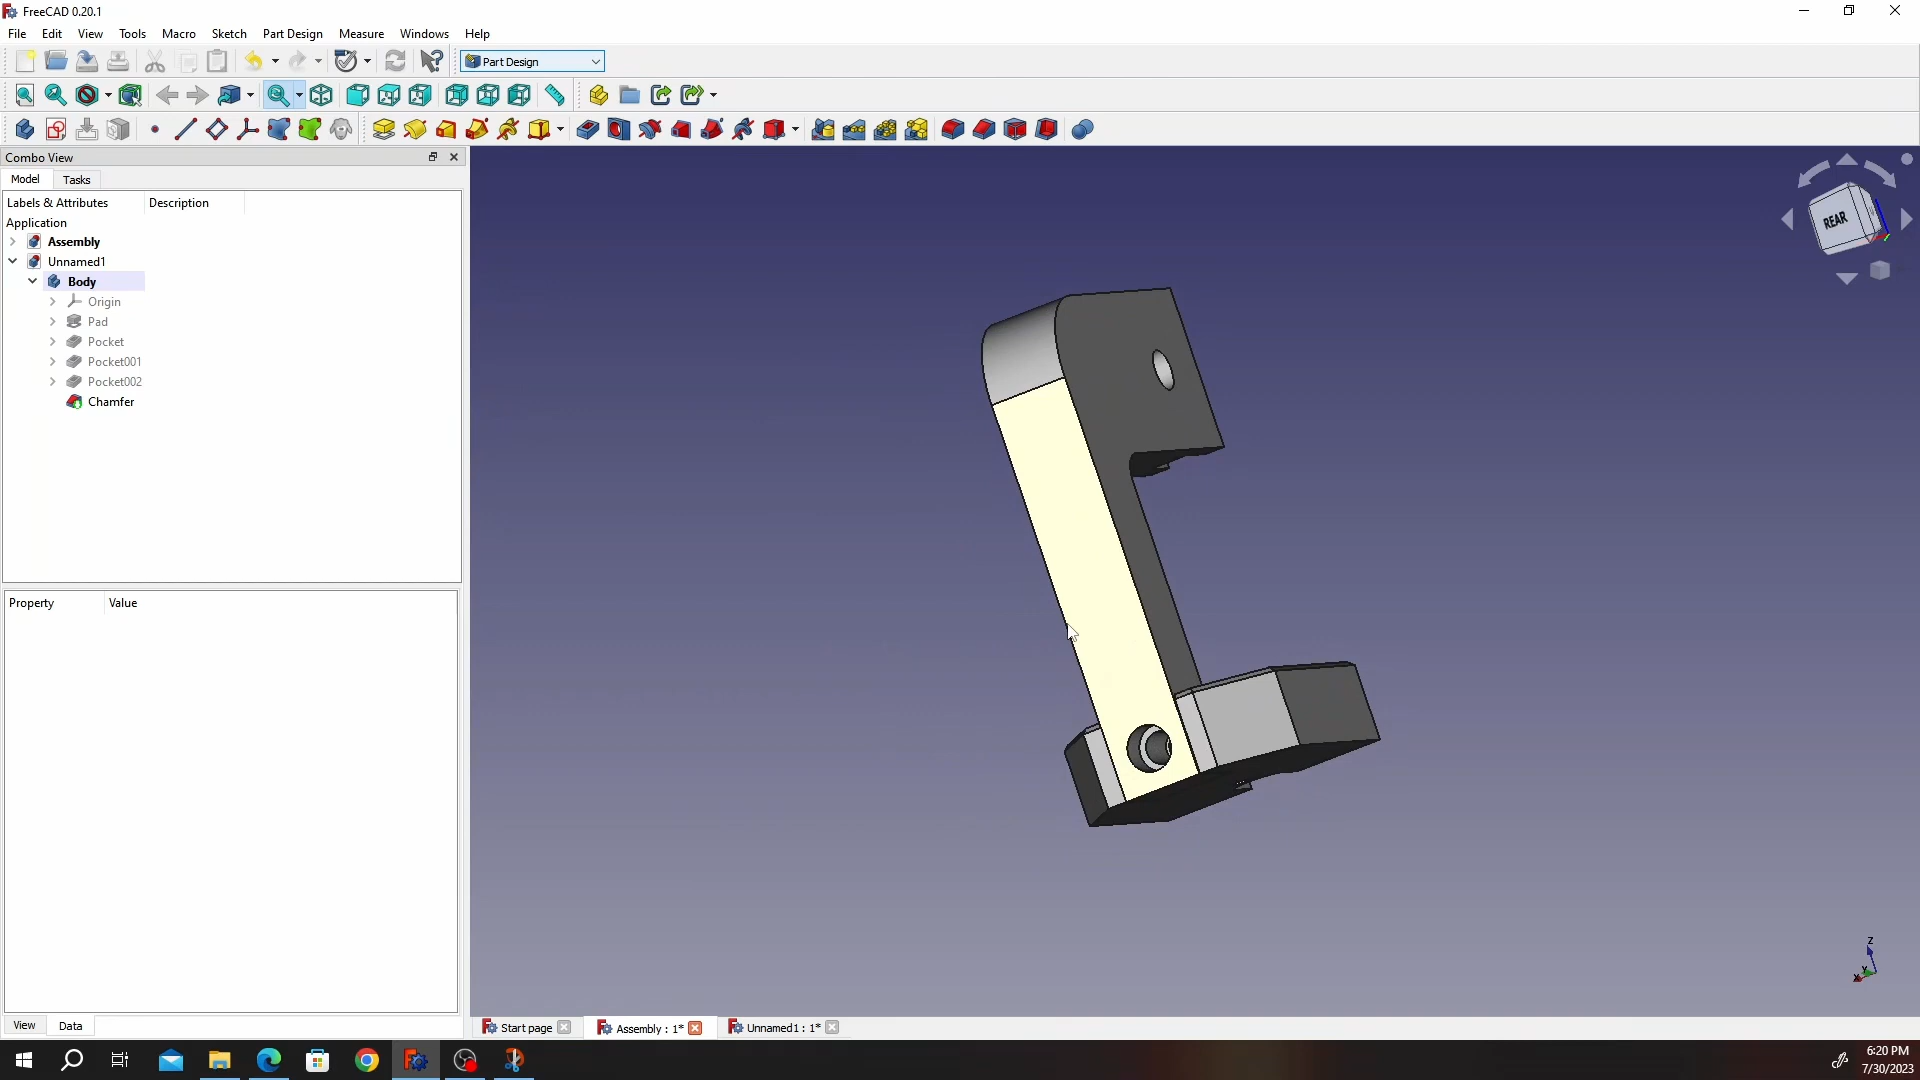 FreeCAD 0.20.1
File Edit View Tools Macro Sketch Part Design Measure Windows Help
Part Design
Combo View
Model Tasks
Labels & Attributes Description
Application
Assembly
Unnamed1
Body
Origin
Pad
Pocket
Pocket001
Pocket002
Chamfer
Property Value
View Data
REAR
Z
Y
X
Start page Assembly : 1* Unnamed1 : 1*
6:20 PM
7/30/2023